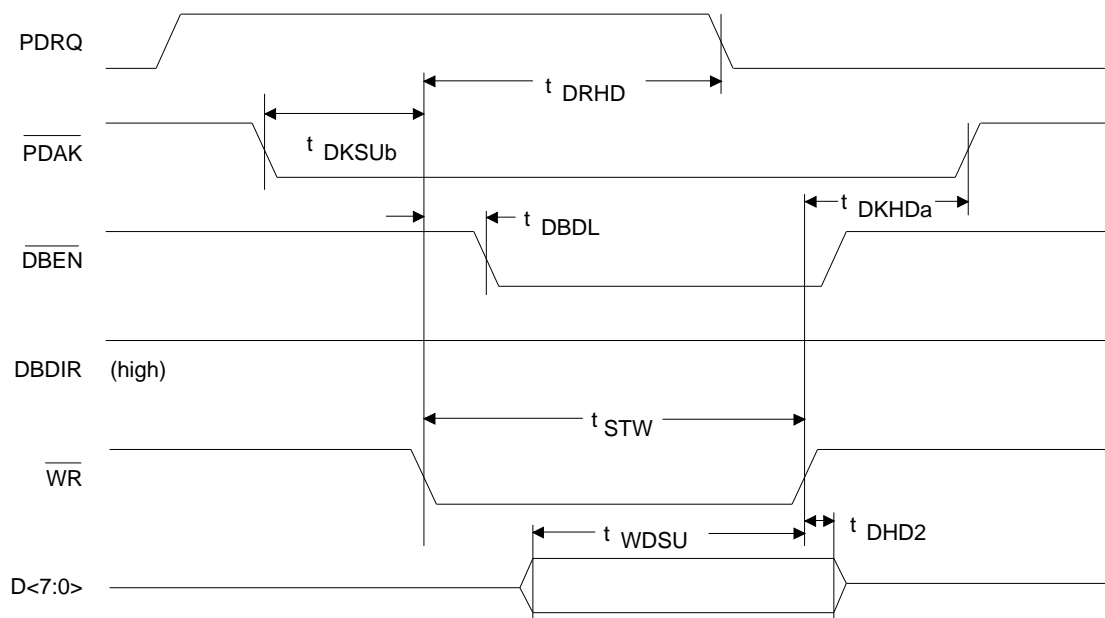 PDRQ
t DRHD
PDAK
t DKSUb
t DKHDa
t DBDL
DBEN
DBDIR (high)
t STW
WR
t WDSU
t DHD2
D<7:0>